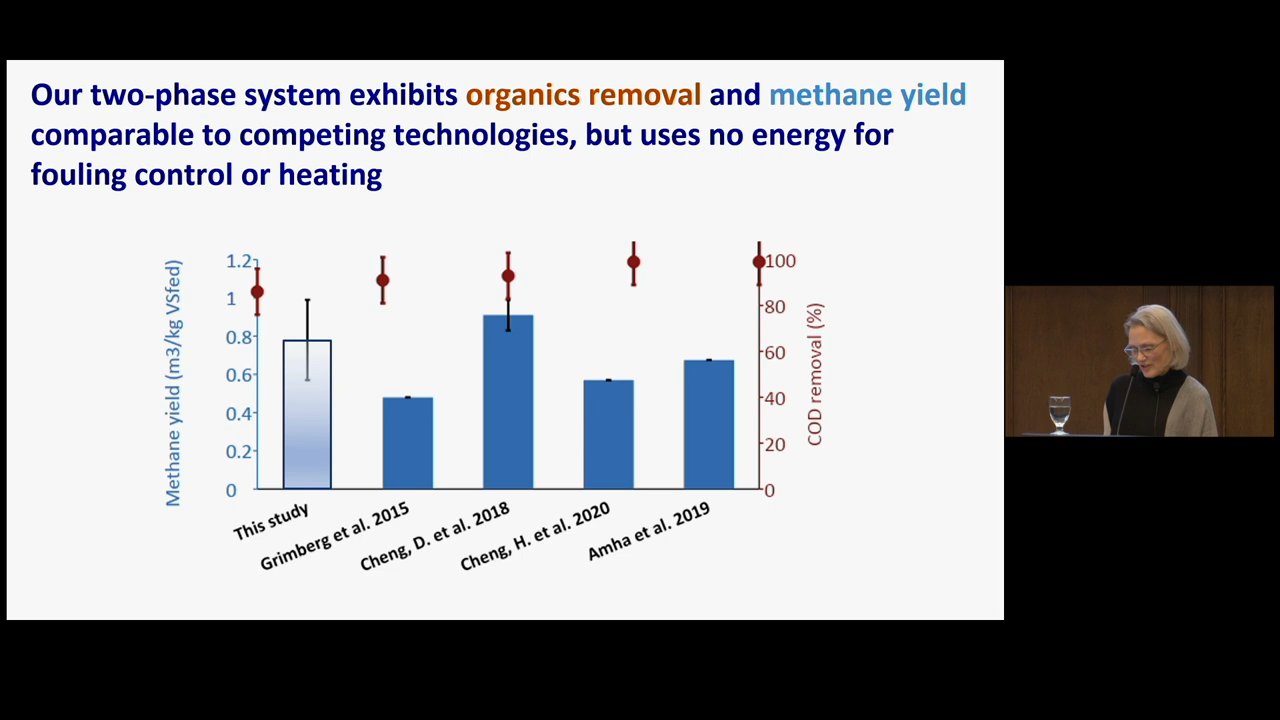 Our two-phase system exhibits organics removal and methane yield
comparable to competing technologies, but uses no energy for
fouling control or heating
Methane yield (m3/kg VSfed)
1.2
1
0.8
0.6
0.4
0.2
0
100
80
60
40
20
0
COD removal (%)
This study
Grimberg et al. 2015
Cheng, D. et al. 2018
Cheng, H. et al. 2020
Amha et al. 2019